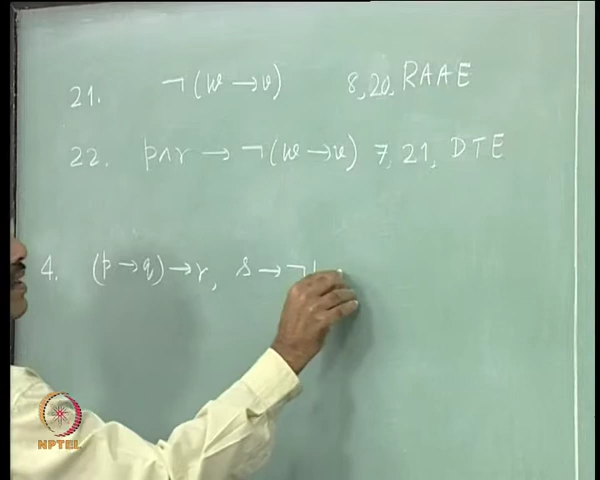 21. ¬(w→v) 8,20, RAAE
22. p∧r → ¬(w→v) 7, 21, DTE
4. (p→q)→r, s→¬
NPTEL